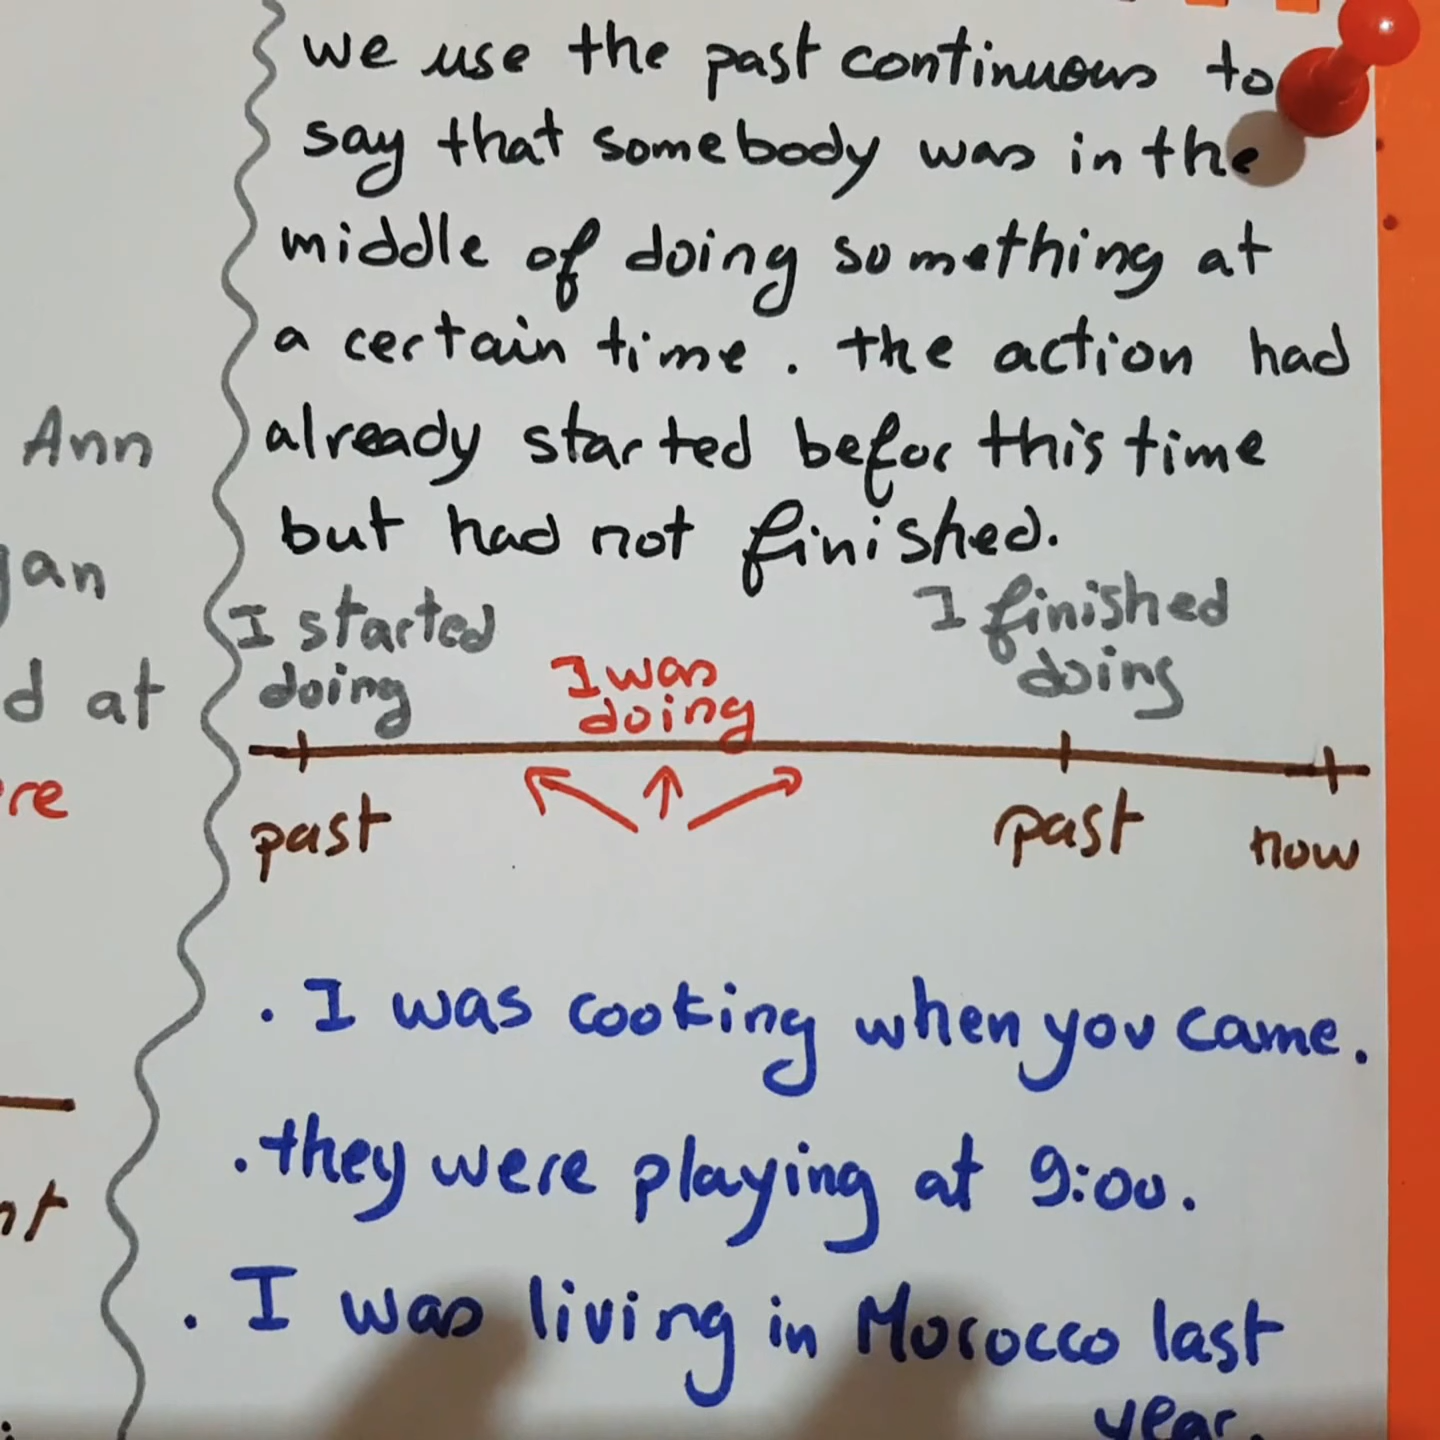 we use the past continuous to
say that somebody was in the
middle of doing something at
a certain time. the action had
already started befor this time
but had not finished.
I started
doing
I was
doing
I finished
doing
past
past
now
. I was cooking when you came.
. they were playing at 9:00.
. I was living in Morocco last
year.
Ann
gan
d at
re
nt